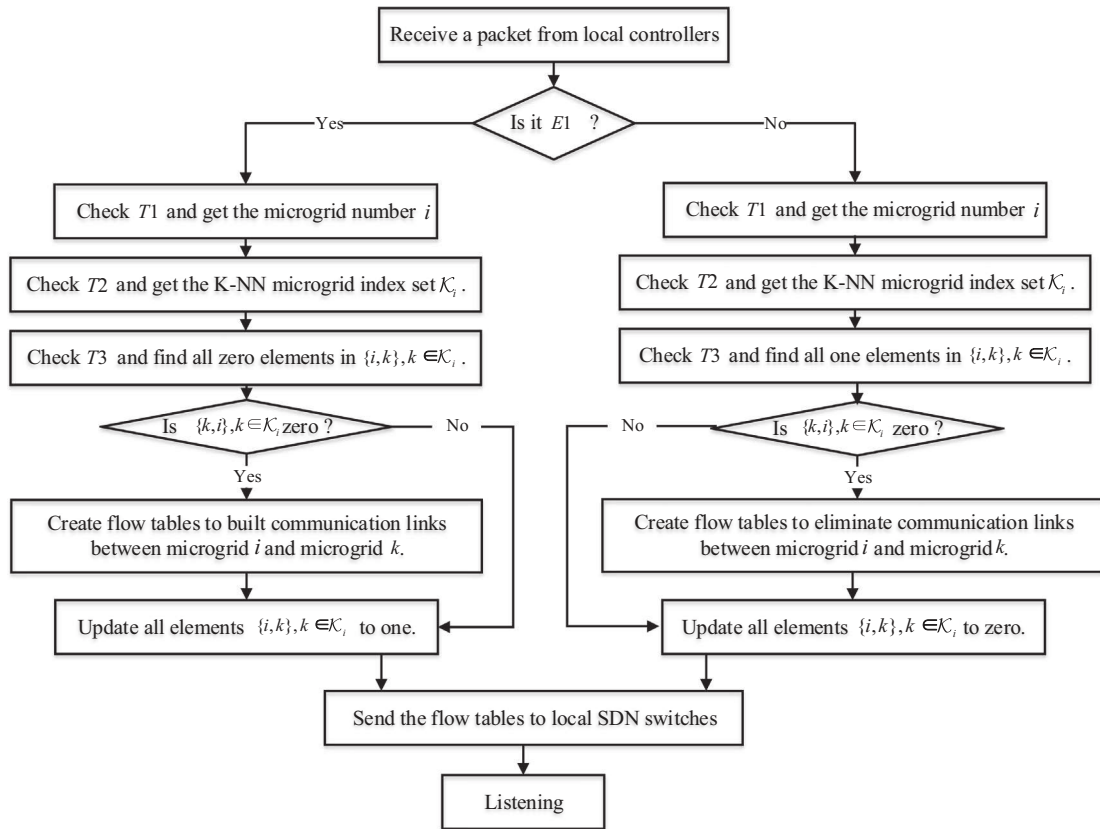 Receive a packet from local controllers
Is it E1 ?
Yes
No
Check T1 and get the microgrid number i
Check T2 and get the K-NN microgrid index set 𝒦ᵢ.
Check T3 and find all zero elements in {i,k}, k ∈ 𝒦ᵢ.
Is {k,i}, k ∈ 𝒦ᵢ zero ?
No
Yes
Create flow tables to built communication links
between microgrid i and microgrid k.
Update all elements {i,k}, k ∈ 𝒦ᵢ to one.
Check T1 and get the microgrid number i
Check T2 and get the K-NN microgrid index set 𝒦ᵢ.
Check T3 and find all one elements in {i,k}, k ∈ 𝒦ᵢ.
No
Is {k,i}, k ∈ 𝒦ᵢ zero ?
Yes
Create flow tables to eliminate communication links
between microgrid i and microgrid k.
Update all elements {i,k}, k ∈ 𝒦ᵢ to zero.
Send the flow tables to local SDN switches
Listening